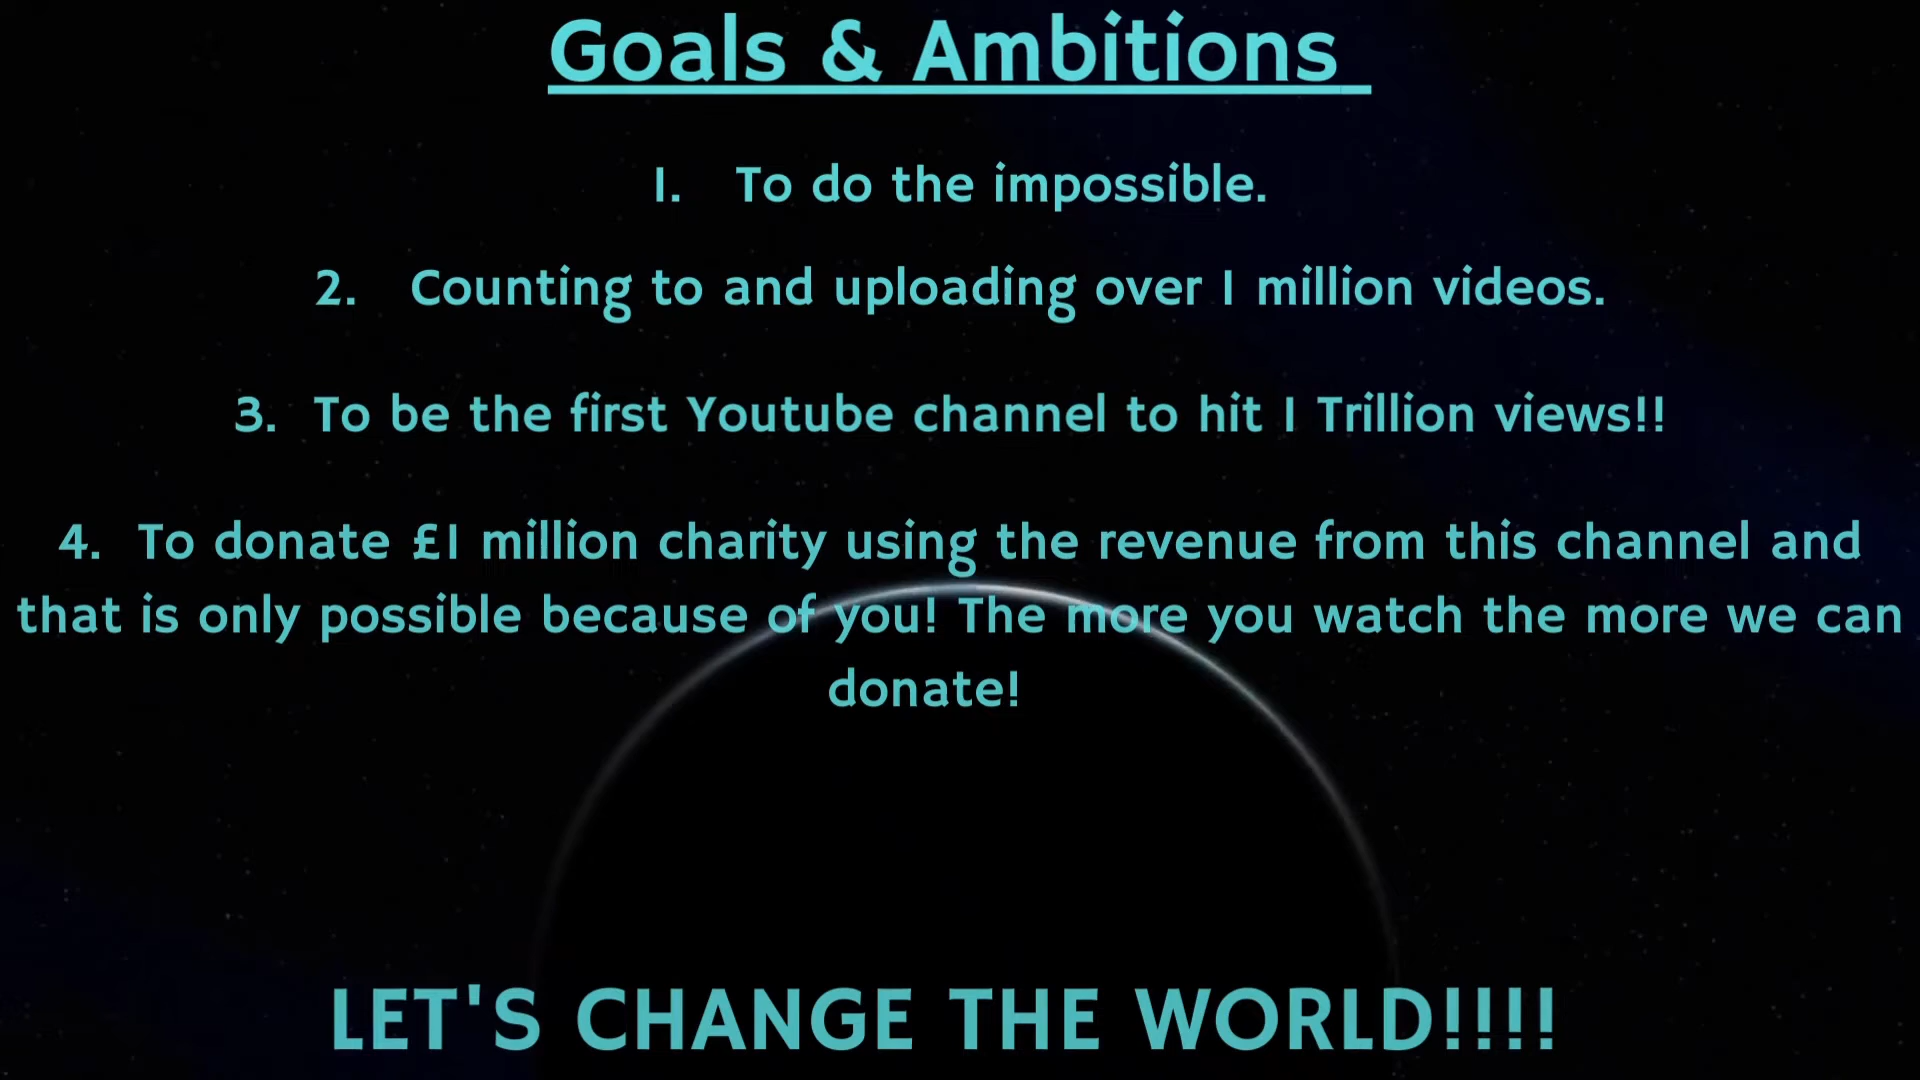 Goals & Ambitions
1. To do the impossible.
2. Counting to and uploading over 1 million videos.
3. To be the first Youtube channel to hit 1 Trillion views!!
4. To donate £1 million charity using the revenue from this channel and
that is only possible because of you! The more you watch the more we can
donate!
LET'S CHANGE THE WORLD!!!!